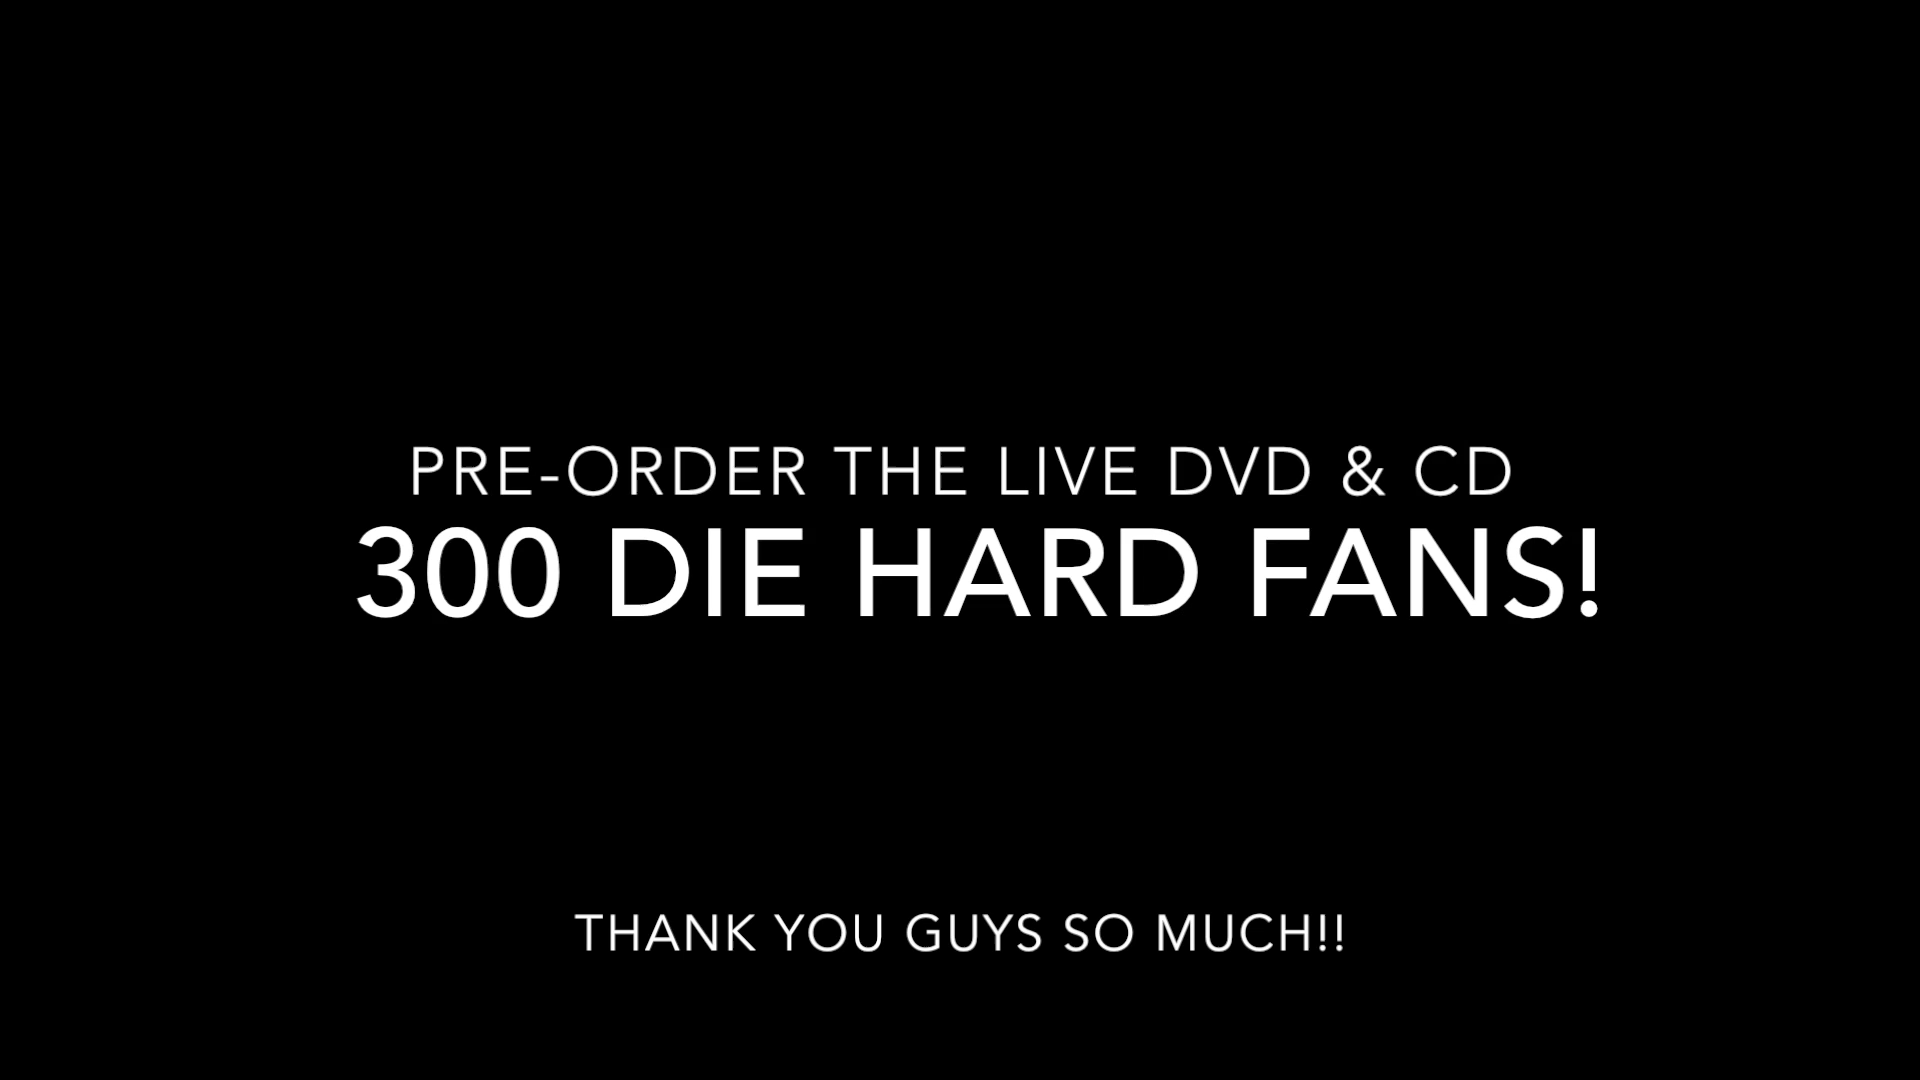 PRE-ORDER THE LIVE DVD & CD
300 DIE HARD FANS!
THANK YOU GUYS SO MUCH!!